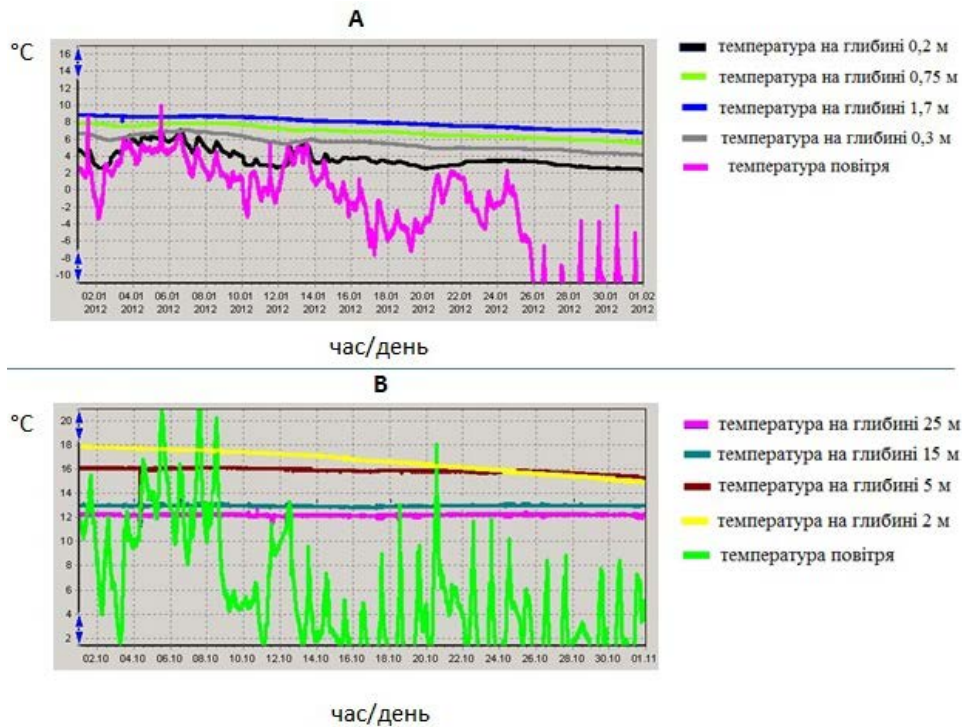 A
°C
16
14
12
10
8
6
4
2
0
-2
-4
-6
-8
-10
02.01 04.01 06.01 08.01 10.01 12.01 14.01 16.01 18.01 20.01 22.01 24.01 26.01 28.01 30.01 01.02
2012 2012 2012 2012 2012 2012 2012 2012 2012 2012 2012 2012 2012 2012 2012 2012
температура на глибині 0,2 м
температура на глибині 0,75 м
температура на глибині 1,7 м
температура на глибині 0,3 м
температура повітря
час/день
B
°C
20
18
16
14
12
10
8
6
4
2
02.10 04.10 06.10 08.10 10.10 12.10 14.10 16.10 18.10 20.10 22.10 24.10 26.10 28.10 30.10 01.11
температура на глибині 25 м
температура на глибині 15 м
температура на глибині 5 м
температура на глибині 2 м
температура повітря
час/день